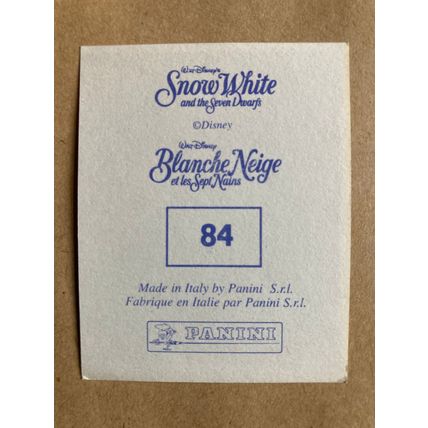 Walt Disney's
Snow White
and the Seven Dwarfs
©Disney
Walt Disney
Blanche Neige
et les Sept Nains
84
Made in Italy by Panini S.r.l.
Fabrique en Italie par Panini S.r.l.
PANINI